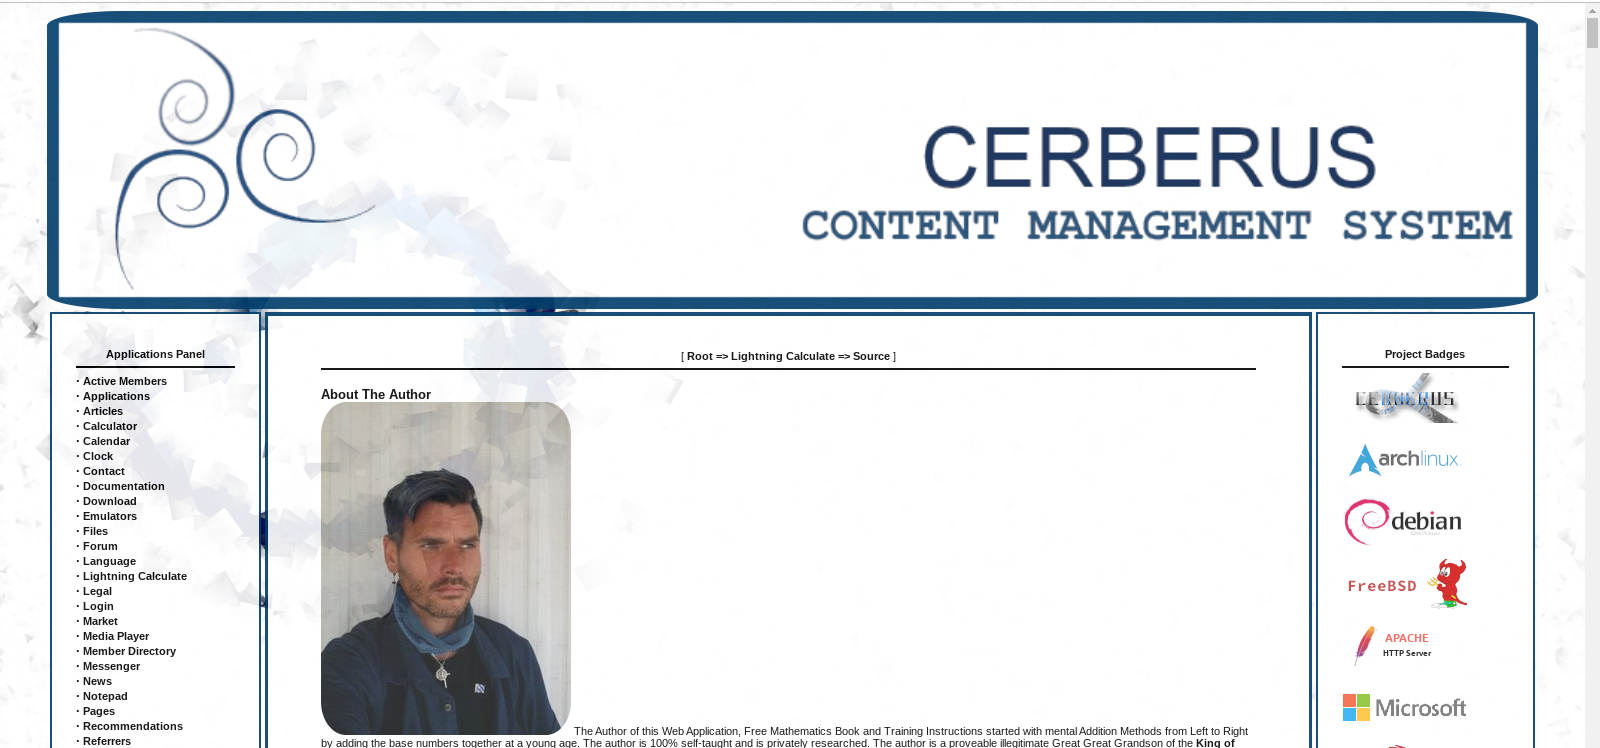 CERBERUS
CONTENT MANAGEMENT SYSTEM
Applications Panel
· Active Members
· Applications
· Articles
· Calculator
· Calendar
· Clock
· Contact
· Documentation
· Download
· Emulators
· Files
· Forum
· Language
· Lightning Calculate
· Legal
· Login
· Market
· Media Player
· Member Directory
· Messenger
· News
· Notepad
· Pages
· Recommendations
· Referrers
[ Root => Lightning Calculate => Source ]
About The Author
The Author of this Web Application, Free Mathematics Book and Training Instructions started with mental Addition Methods from Left to Right
by adding the base numbers together at a young age. The author is 100% self-taught and is privately researched. The author is a proveable illegitimate Great Great Grandson of the King of
Project Badges
CERBERUS
archlinux
debian
FreeBSD
APACHE
HTTP Server
Microsoft